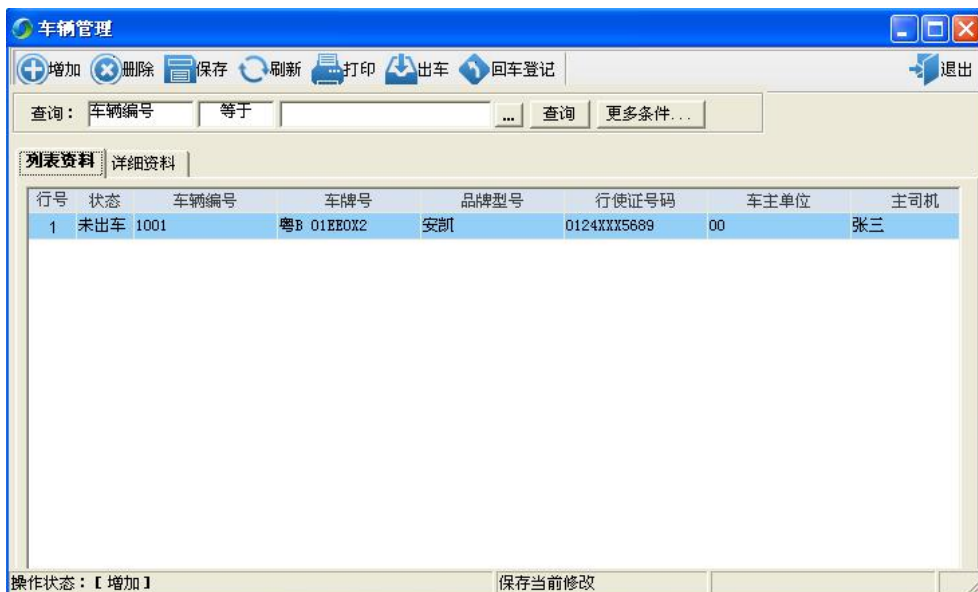 车辆管理
增加 删除 保存 刷新 打印 出车 回车登记 退出
查询： 车辆编号 等于 ... 查询 更多条件...
列表资料 详细资料
行号 状态 车辆编号 车牌号 品牌型号 行使证号码 车主单位 主司机
1 未出车 1001 粤B 01EE0X2 安凯 0124XXX5689 00 张三
操作状态：[ 增加 ] 保存当前修改